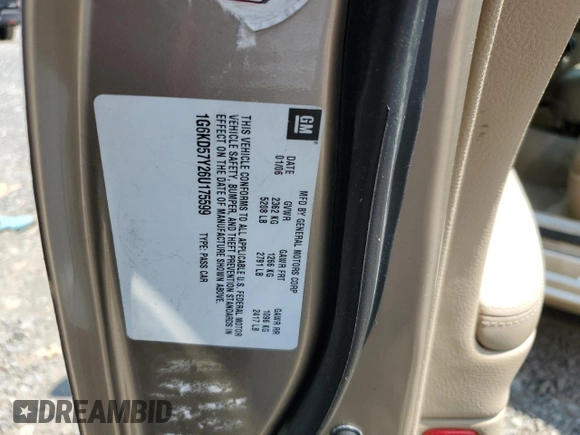 GM
MFD BY GENERAL MOTORS CORP
DATE GVWR GAWR FRT GAWR RR
01/06 2362 KG 1266 KG 1096 KG
5208 LB 2791 LB 2417 LB
THIS VEHICLE CONFORMS TO ALL APPLICABLE U.S. FEDERAL MOTOR
VEHICLE SAFETY, BUMPER, AND THEFT PREVENTION STANDARDS IN
EFFECT ON THE DATE OF MANUFACTURE SHOWN ABOVE.
1G6KD57Y26U175599 TYPE: PASS CAR
DREAMBID